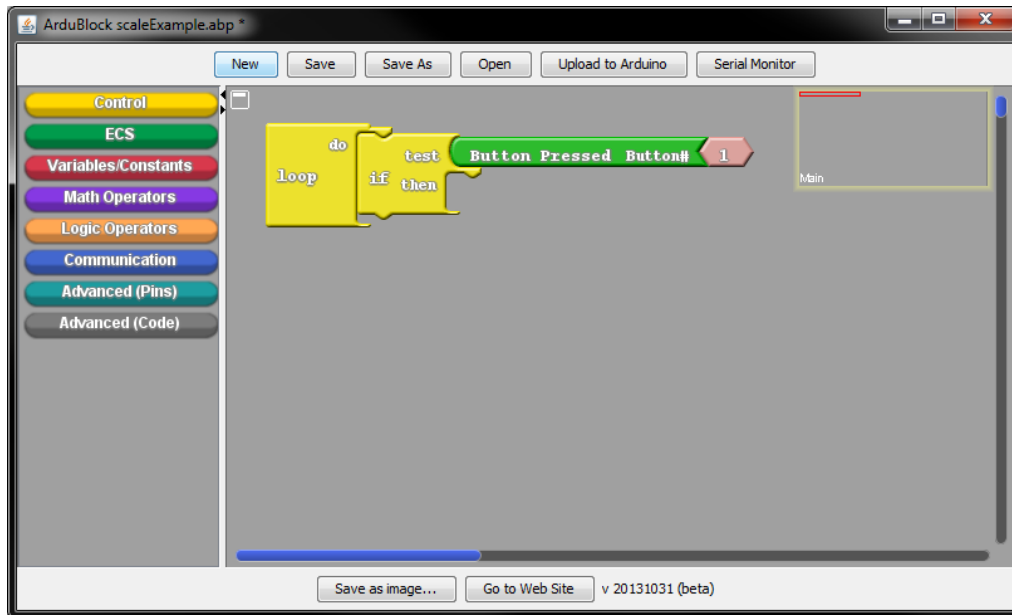 ArduBlock scaleExample.abp *
New Save Save As Open Upload to Arduino Serial Monitor
Control
ECS
Variables/Constants
Math Operators
Logic Operators
Communication
Advanced (Pins)
Advanced (Code)
do
loop
test
if
then
Button Pressed Button# 1
Main
Save as image... Go to Web Site v 20131031 (beta)